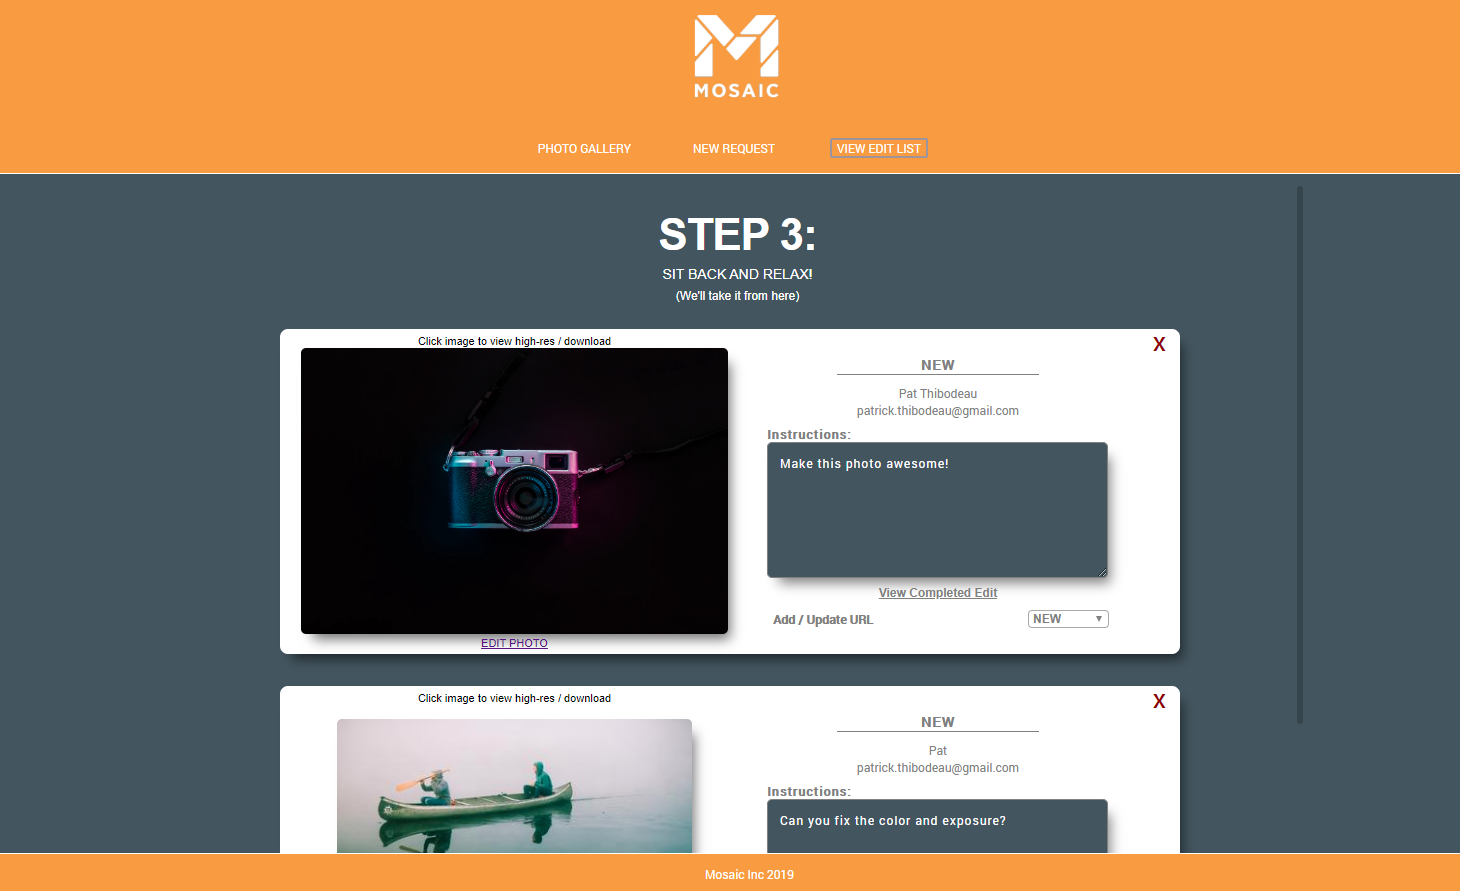 MOSAIC
PHOTO GALLERY
NEW REQUEST
VIEW EDIT LIST
STEP 3:
SIT BACK AND RELAX!
(We'll take it from here)
Click image to view high-res / download
X
NEW
Pat Thibodeau
patrick.thibodeau@gmail.com
Instructions:
Make this photo awesome!
View Completed Edit
Add / Update URL
NEW
EDIT PHOTO
Click image to view high-res / download
X
NEW
Pat
patrick.thibodeau@gmail.com
Instructions:
Can you fix the color and exposure?
Mosaic Inc 2019